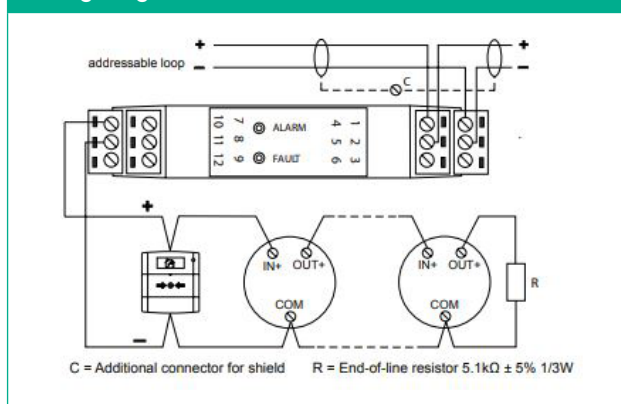 + +
addressable loop − −
C
10 7 ALARM 4 1
11 8 5 2
12 9 FAULT 6 3
+
IN+ OUT+ IN+ OUT+
R
COM COM
−
C = Additional connector for shield R = End-of-line resistor 5.1kΩ ± 5% 1/3W